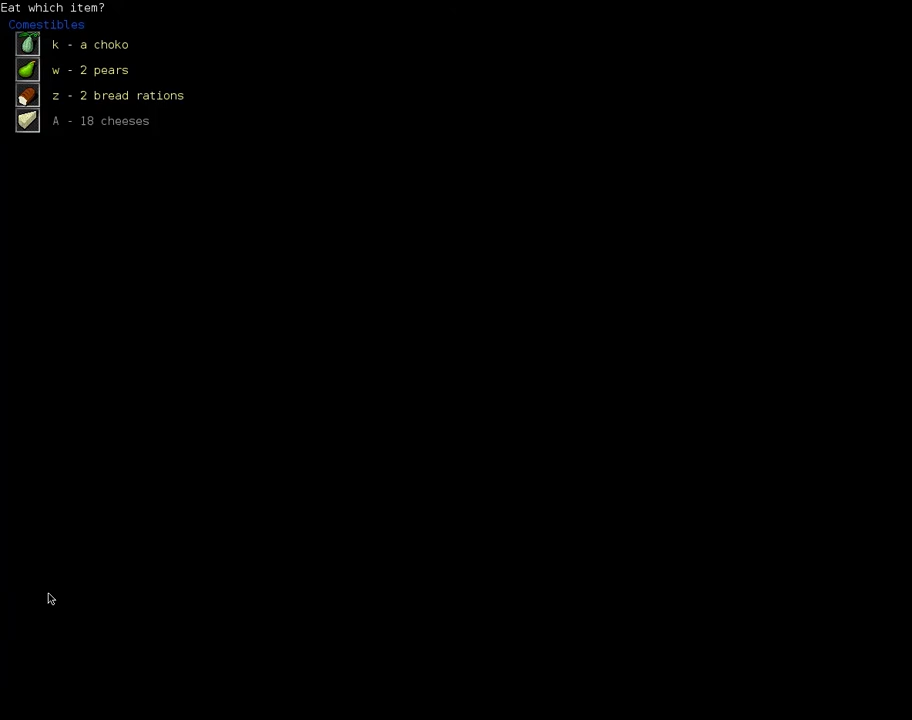 Eat which item?
Comestibles
k - a choko
w - 2 pears
z - 2 bread rations
A - 18 cheeses